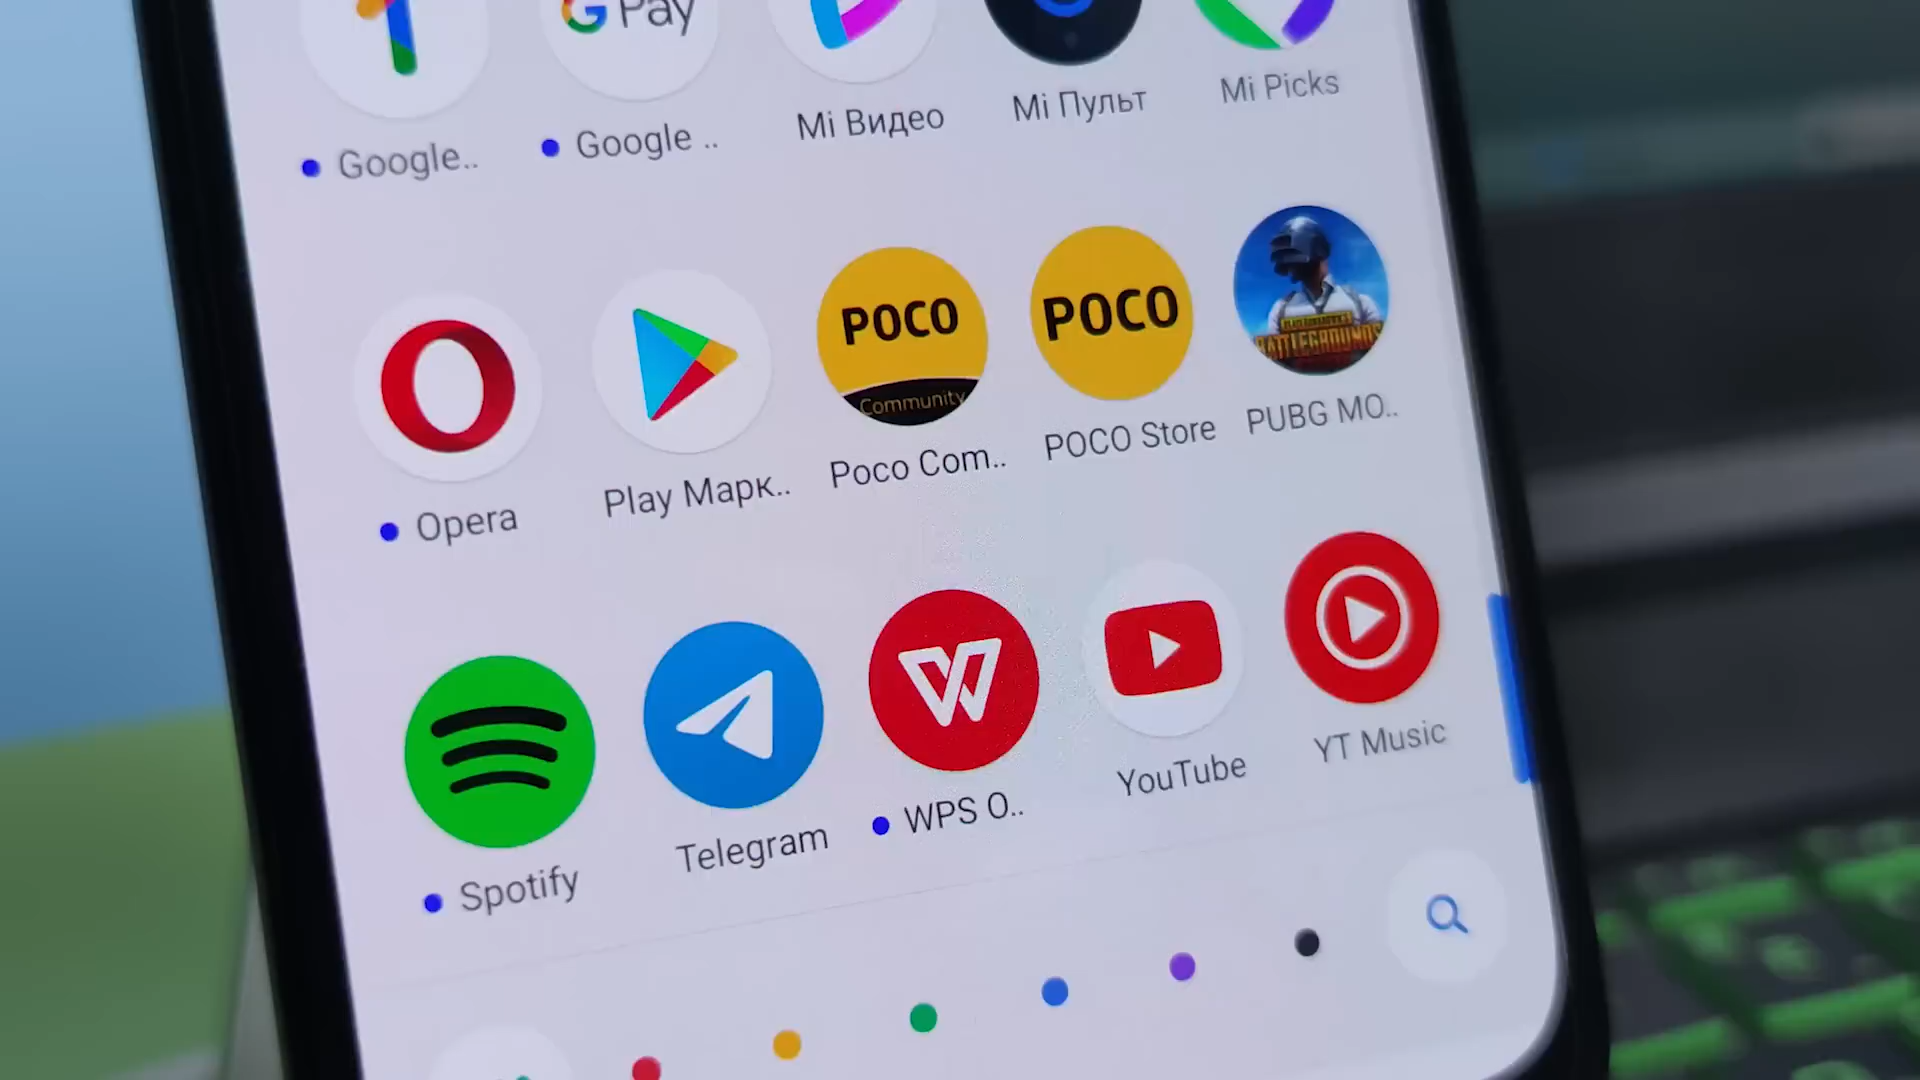 G Pay
Google..
Google ..
Mi Видео
Mi Пульт
Mi Picks
POCO
Community
POCO
BATTLEGROUNDS
Opera
Play Марк..
Poco Com..
POCO Store
PUBG MO..
W
Spotify
Telegram
WPS O..
YouTube
YT Music